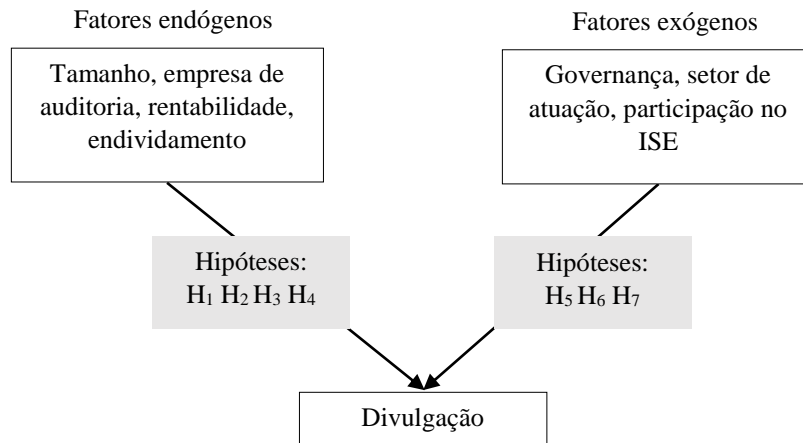 Fatores endógenos
Tamanho, empresa de
auditoria, rentabilidade,
endividamento
Hipóteses:
H₁ H₂ H₃ H₄
Fatores exógenos
Governança, setor de
atuação, participação no
ISE
Hipóteses:
H₅ H₆ H₇
Divulgação